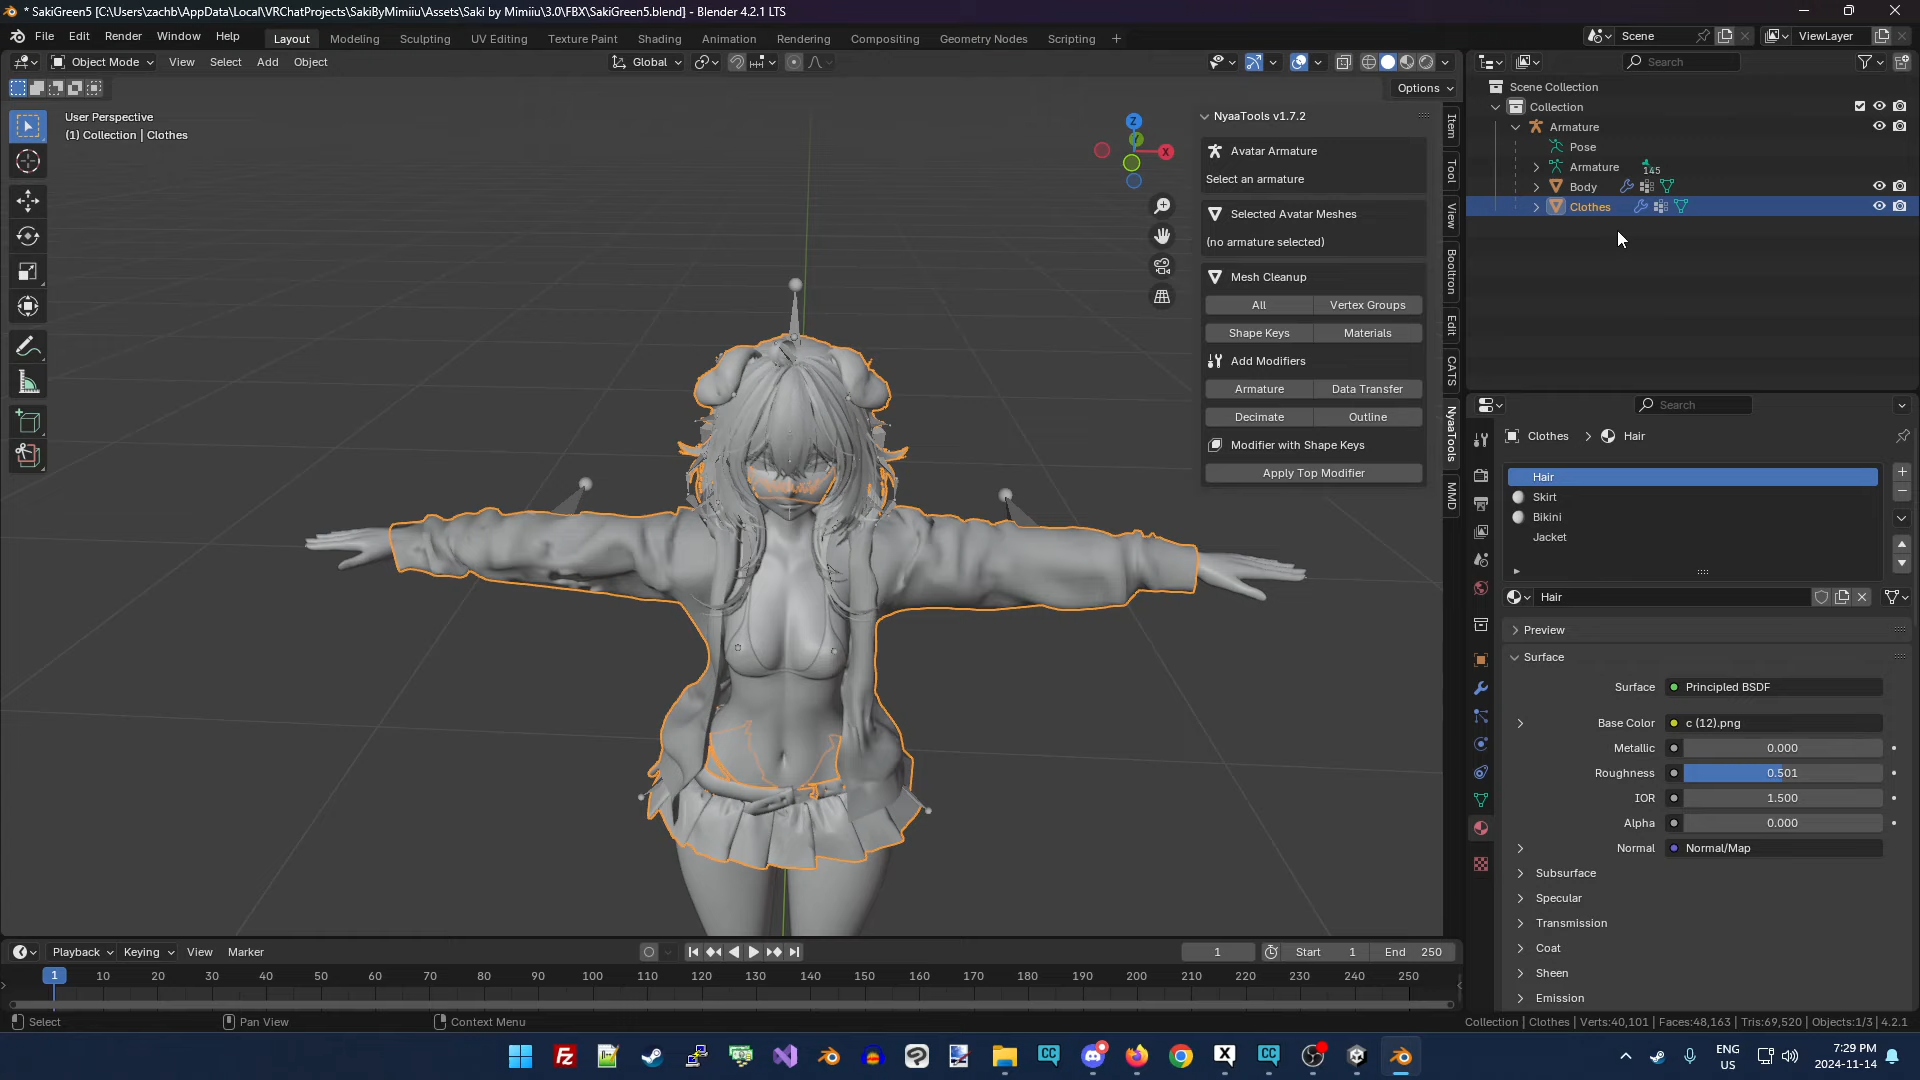 * SakiGreen5 [C:\Users\zachb\AppData\Local\VRChatProjects\SakiByMimiiu\Assets\Saki by Mimiiu\3.0\FBX\SakiGreen5.blend] - Blender 4.2.1 LTS
File Edit Render Window Help Layout Modeling Sculpting UV Editing Texture Paint Shading Animation Rendering Compositing Geometry Nodes Scripting + Scene ViewLayer
Object Mode View Select Add Object Global Search
Options
User Perspective
(1) Collection | Clothes
Z
Y
X
NyaaTools v1.7.2
Avatar Armature
Select an armature
Selected Avatar Meshes
(no armature selected)
Mesh Cleanup
All Vertex Groups
Shape Keys Materials
Add Modifiers
Armature Data Transfer
Decimate Outline
Modifier with Shape Keys
Apply Top Modifier
Item
Tool
View
Booltron
Edit
CATS
NyaaTools
MMD
Scene Collection
Collection
Armature
Pose
Armature 145
Body
Clothes
Search
Clothes > Hair
Hair
Skirt
Bikini
Jacket
Hair
Preview
Surface
Surface Principled BSDF
Base Color c (12).png
Metallic 0.000
Roughness 0.501
IOR 1.500
Alpha 0.000
Normal Normal/Map
Subsurface
Specular
Transmission
Coat
Sheen
Emission
Playback Keying View Marker 1 Start 1 End 250
1 10 20 30 40 50 60 70 80 90 100 110 120 130 140 150 160 170 180 190 200 210 220 230 240 250
Select Pan View Context Menu Collection | Clothes | Verts:40,101 | Faces:48,163 | Tris:69,520 | Objects:1/3 | 4.2.1
ENG
US
7:29 PM
2024-11-14